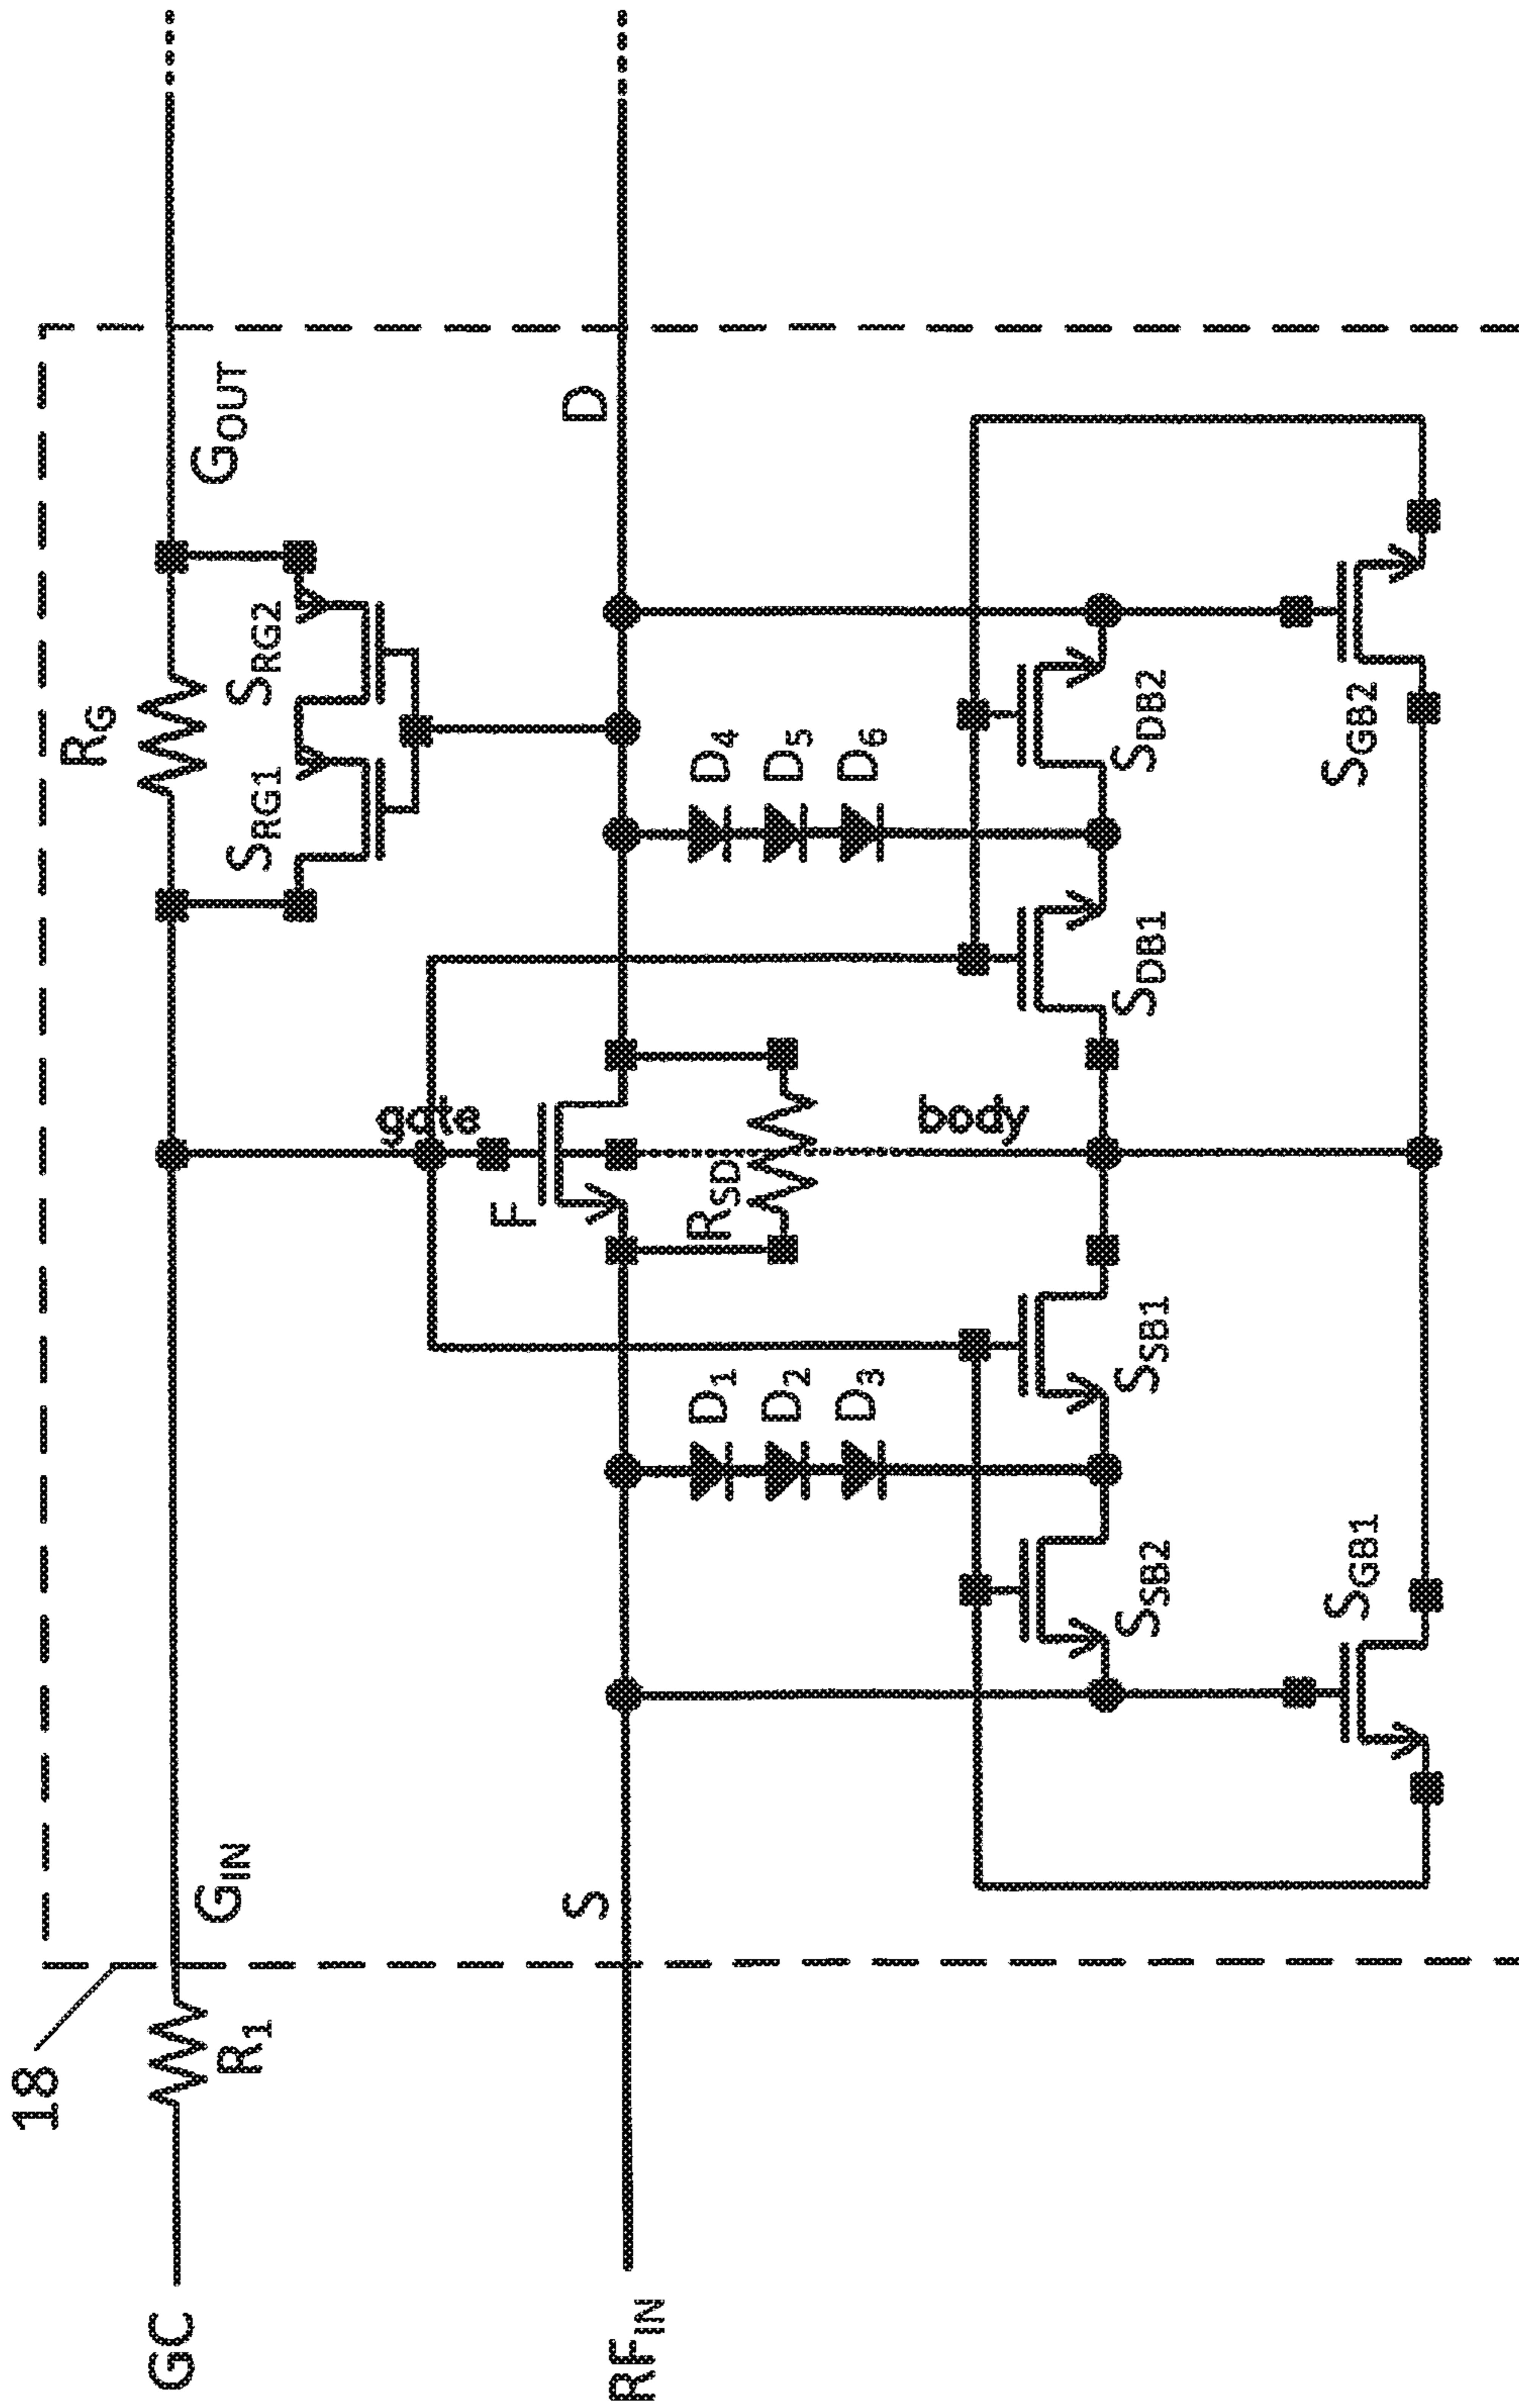 18
GC
R1
GIN
RG
GOUT
SRG1
SRG2
gate
F
RFIN
S
D
D1
D2
D3
RSD
body
D4
D5
D6
SSB2
SSB1
SDB1
SDB2
SGB1
SGB2